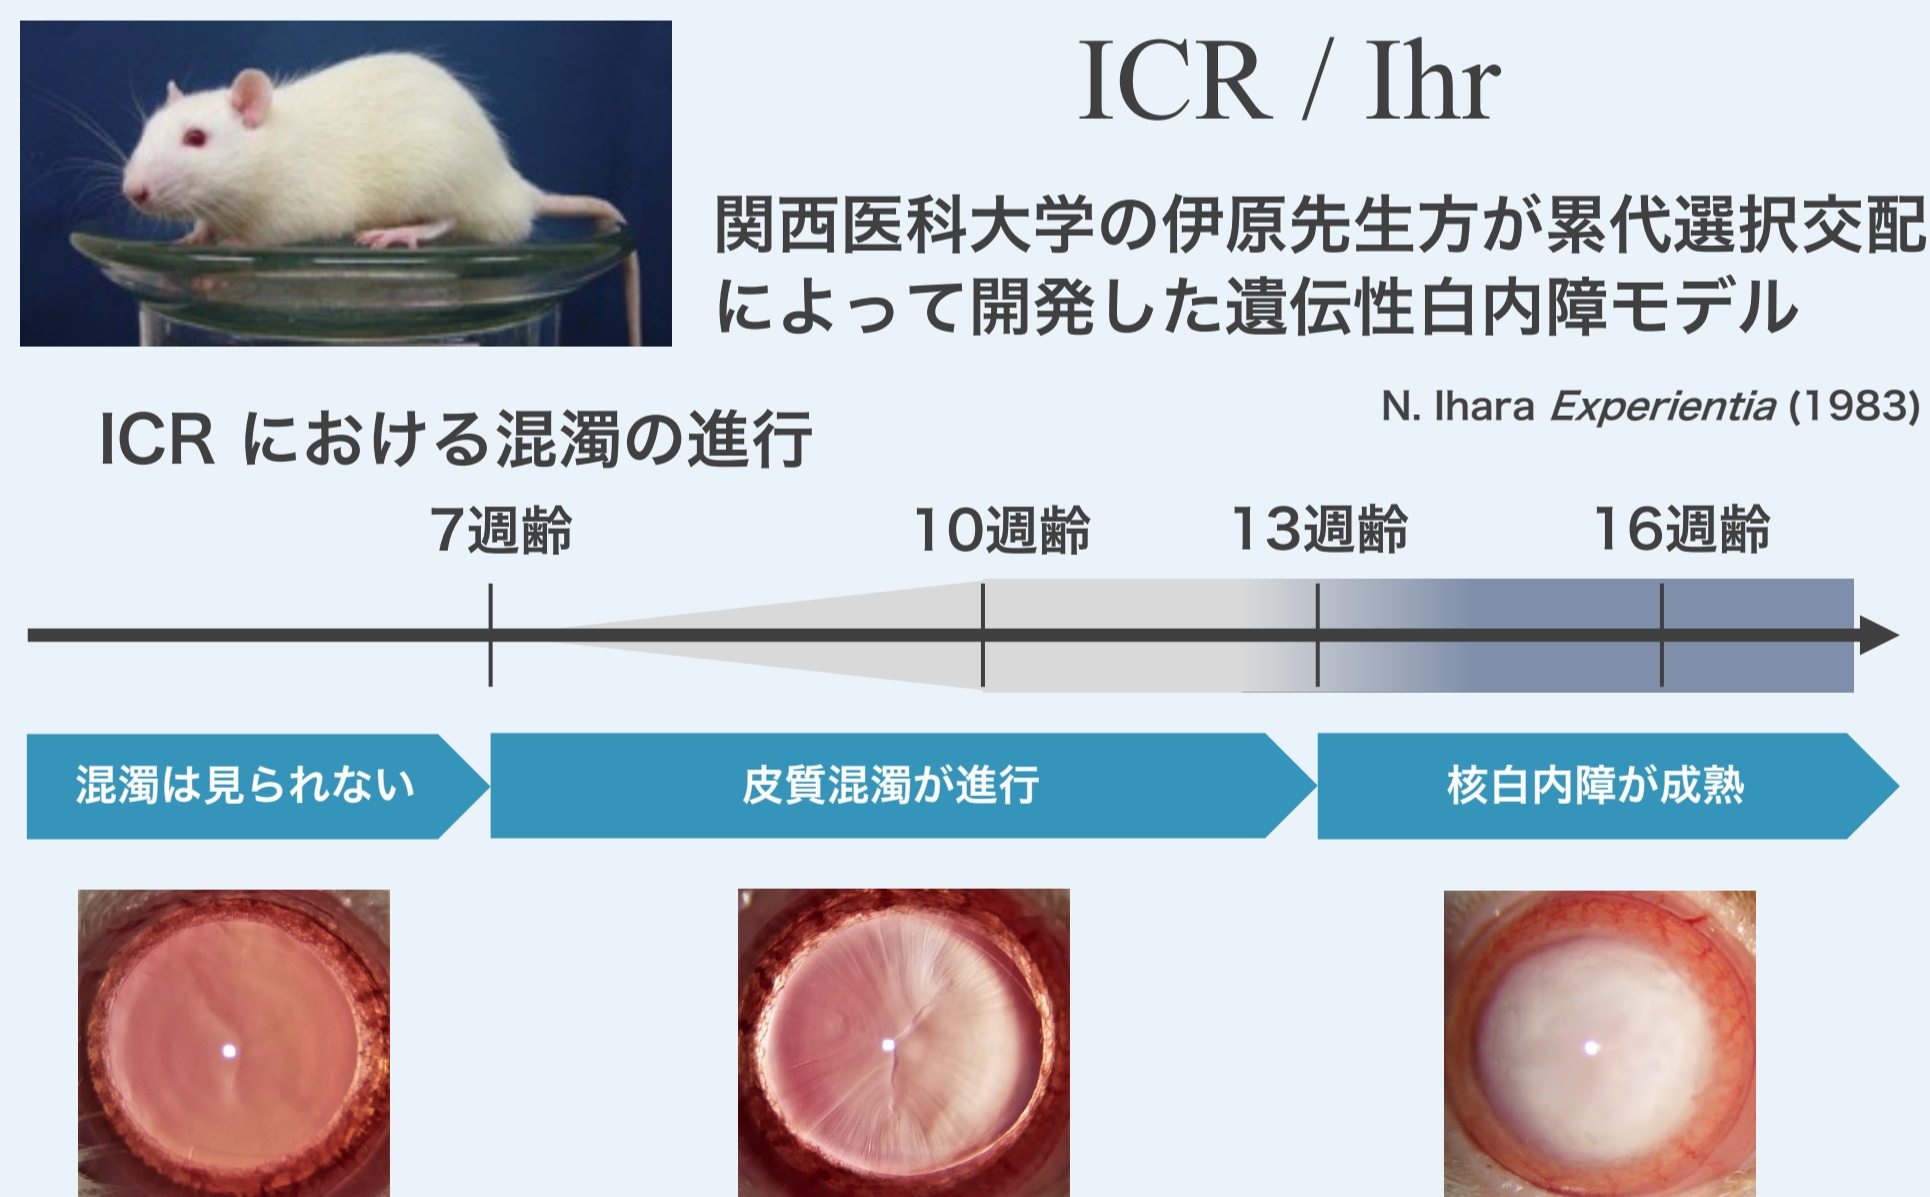 ICR / Ihr
関西医科大学の伊原先生方が累代選択交配
によって開発した遺伝性白内障モデル
N. Ihara Experientia (1983)
ICR における混濁の進行
7週齢
10週齢
13週齢
16週齢
混濁は見られない
皮質混濁が進行
核白内障が成熟